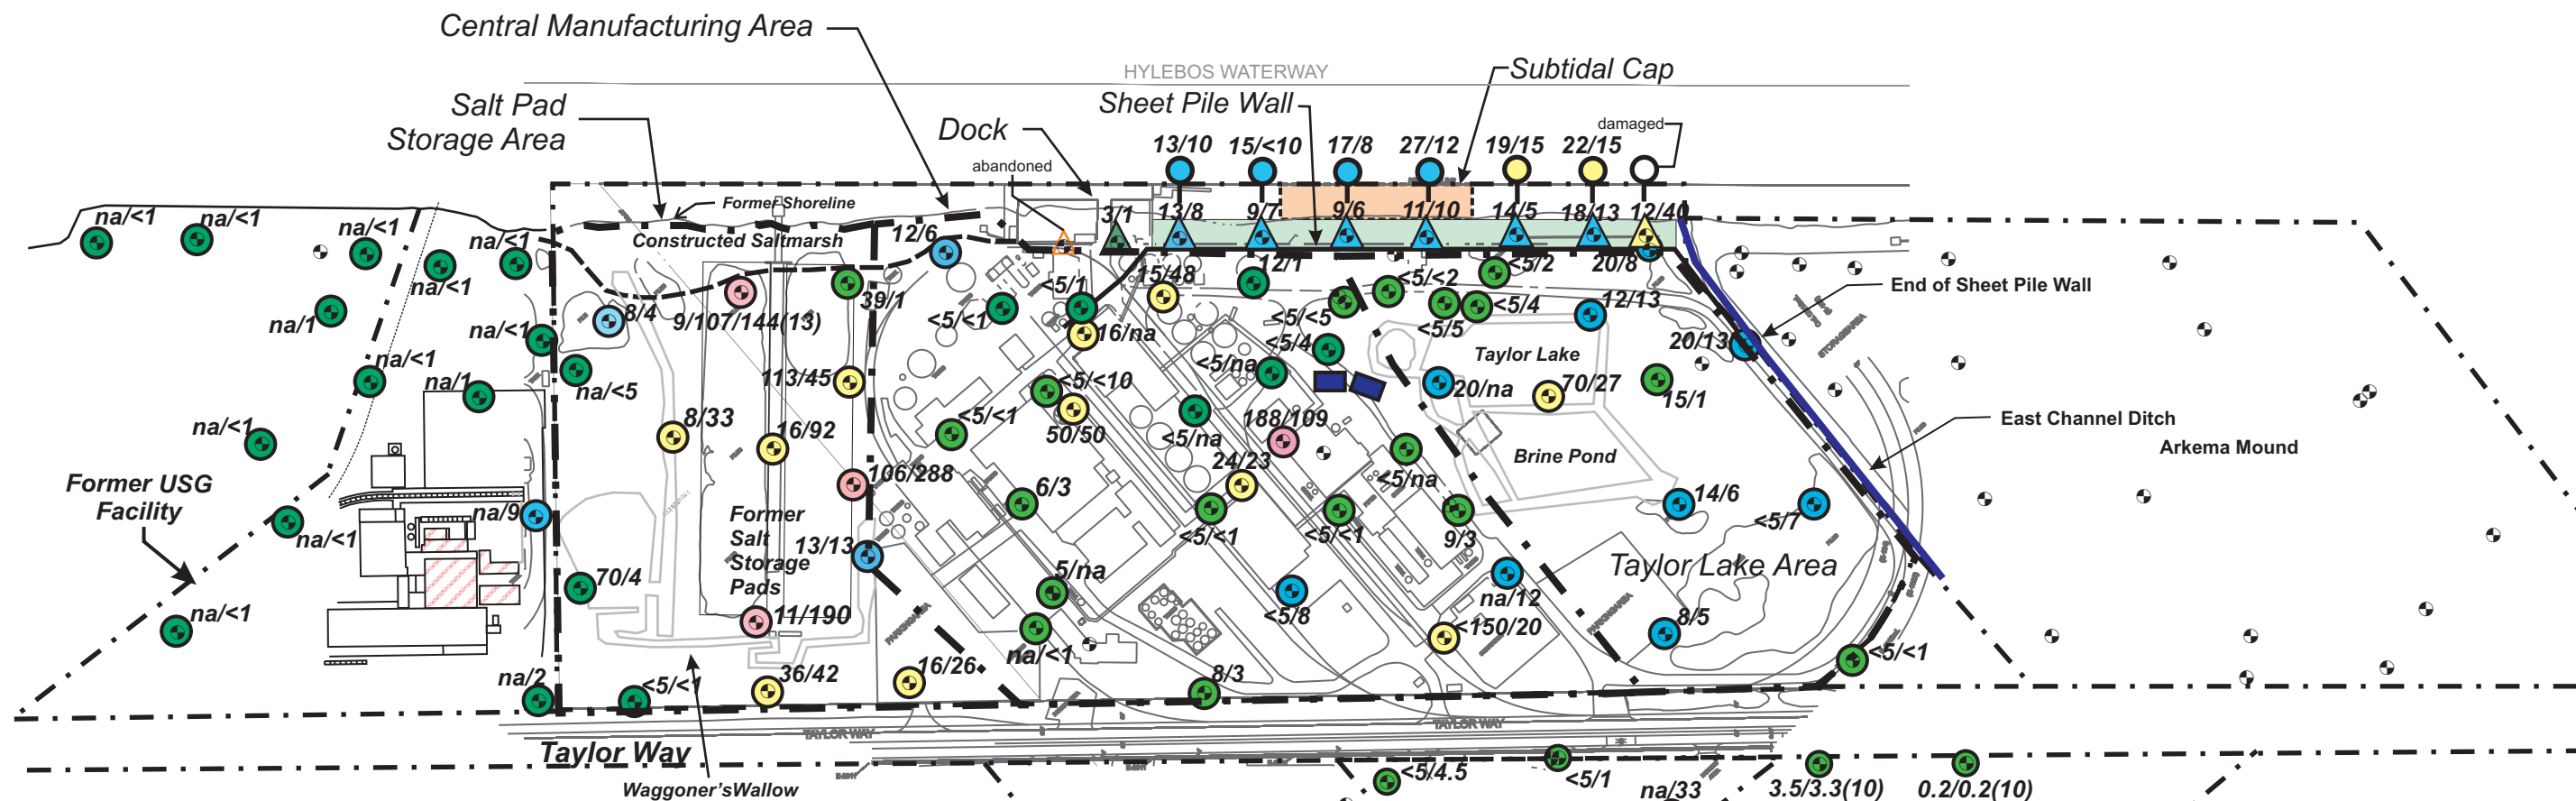 Central Manufacturing Area
HYLEBOS WATERWAY
Subtidal Cap
Salt Pad
Storage Area
Sheet Pile Wall
Dock
damaged
abandoned
13/10
15/<10
17/8
27/12
19/15
22/15
Former Shoreline
Constructed Saltmarsh
na/<1
na/<1
na/<1
na/<1
na/<1
12/6
3/1
13/8
9/7
9/6
11/10
14/5
18/13
12/40
20/8
End of Sheet Pile Wall
na/1
na/<1
8/4
9/107/144(13)
39/1
<5/<1
<5/1
15/48
12/1
<5/<5
<5/<2
<5/5
<5/4
<5/2
12/13
20/13
16/na
<5/4
Taylor Lake
na/<1
na/1
na/<5
113/45
<5/<10
<5/na
20/na
70/27
15/1
East Channel Ditch
Arkema Mound
na/<1
8/33
16/92
<5/<1
50/50
<5/na
188/109
24/23
<5/na
Brine Pond
Former USG
Facility
na/<1
na/9
106/288
6/3
<5/<1
<5/<1
9/3
14/6
<5/7
Former
Salt
Storage
Pads
13/13
Taylor Lake Area
70/4
5/na
<5/8
na/12
PARKING AREA
PARKING AREA
na/<1
11/190
na/<1
<150/20
8/5
<5/<1
na/2
<5/<1
36/42
16/26
8/3
TAYLOR WAY
TAYLOR WAY
Taylor Way
Waggoner'sWallow
<5/4.5
<5/1
na/33
3.5/3.3(10)
0.2/0.2(10)